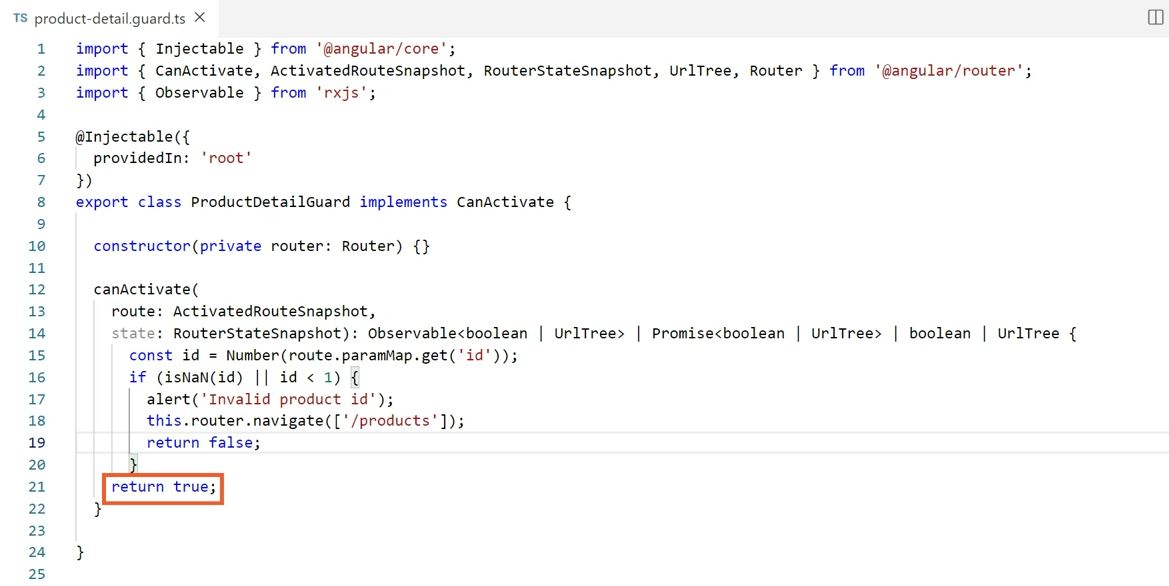 TS product-detail.guard.ts ×
1 import { Injectable } from '@angular/core';
2 import { CanActivate, ActivatedRouteSnapshot, RouterStateSnapshot, UrlTree, Router } from '@angular/router';
3 import { Observable } from 'rxjs';
4
5 @Injectable({
6   providedIn: 'root'
7 })
8 export class ProductDetailGuard implements CanActivate {
9
10   constructor(private router: Router) {}
11
12   canActivate(
13     route: ActivatedRouteSnapshot,
14     state: RouterStateSnapshot): Observable<boolean | UrlTree> | Promise<boolean | UrlTree> | boolean | UrlTree {
15       const id = Number(route.paramMap.get('id'));
16       if (isNaN(id) || id < 1) {
17         alert('Invalid product id');
18         this.router.navigate(['/products']);
19         return false;
20       }
21     return true;
22   }
23
24 }
25